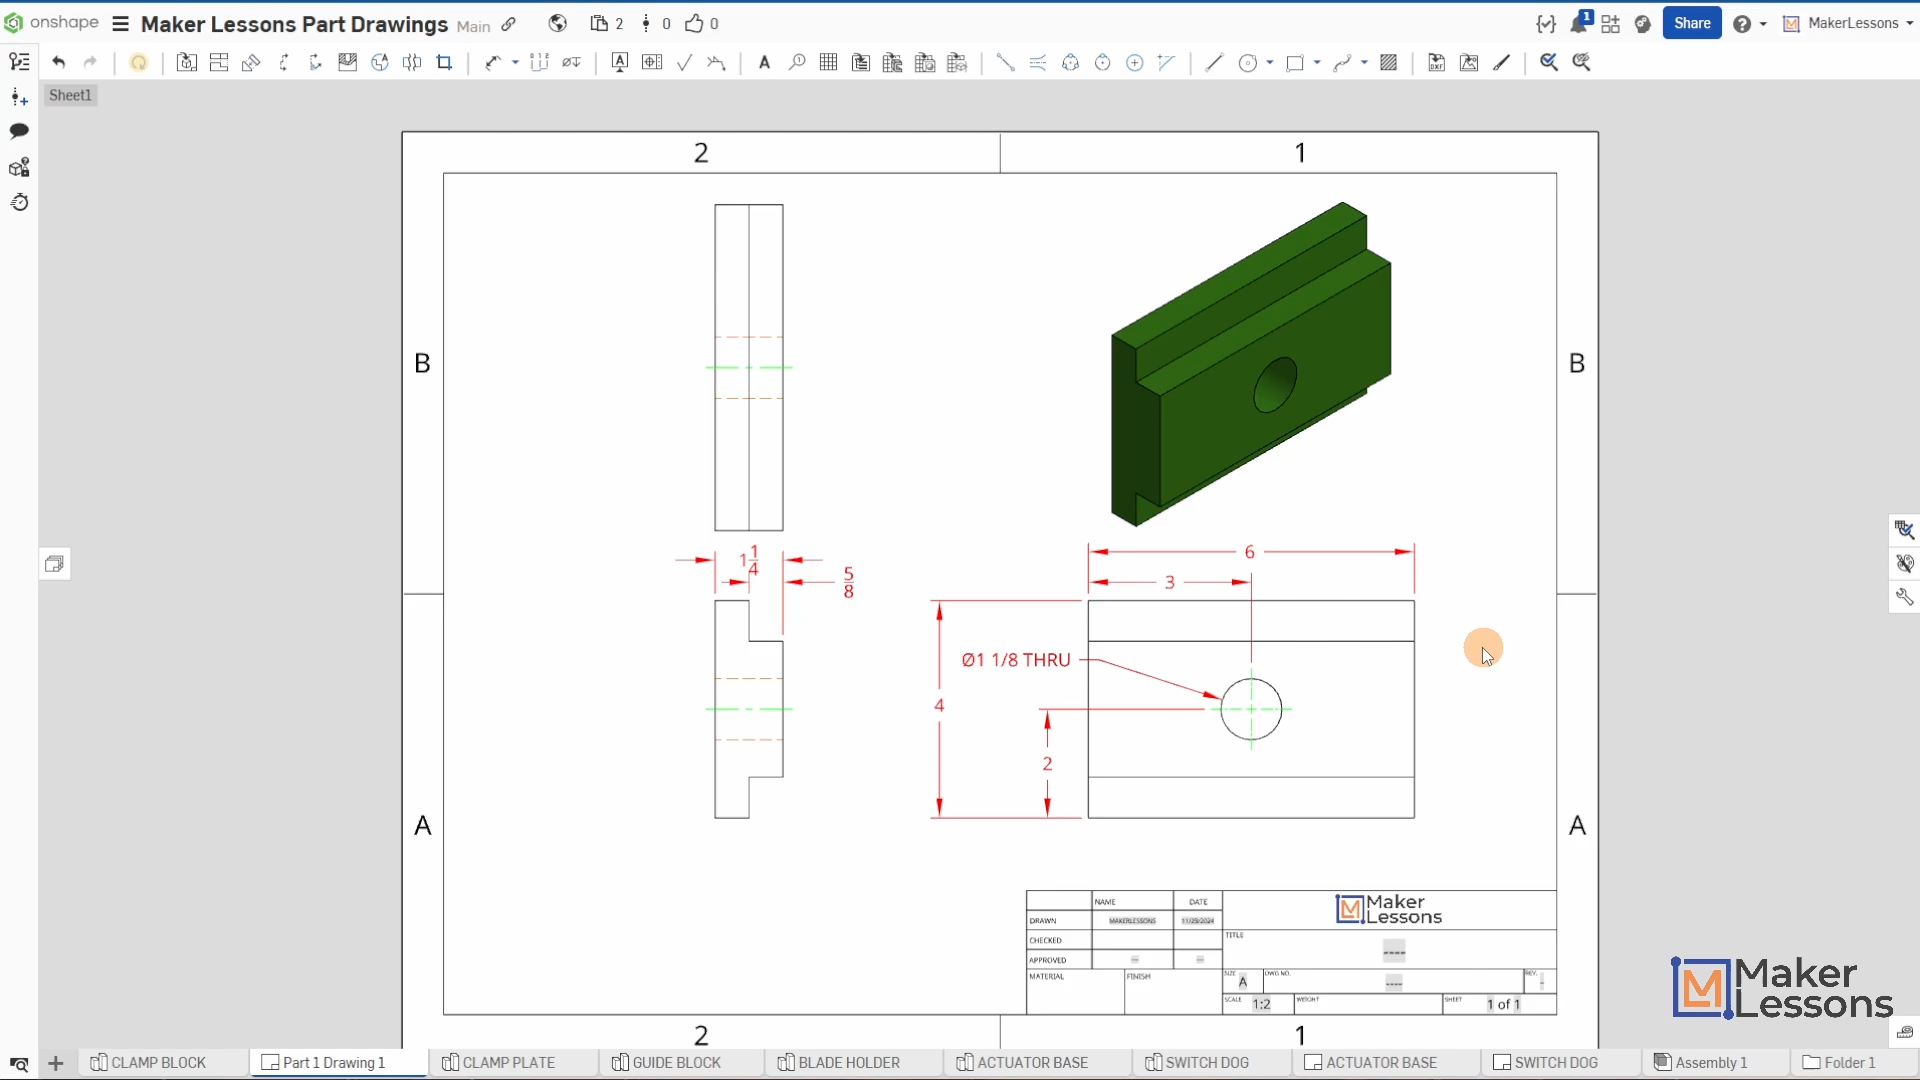 onshape Maker Lessons Part Drawings Main 2 0 0 1 Share MakerLessons
Sheet1
2 1
B B
1 1/4
5/8
6
3
Ø1 1/8 THRU
4
2
A A
NAME DATE
DRAWN MAKERLESSONS 11/29/2024
CHECKED
APPROVED -- --
MATERIAL FINISH
Maker
Lessons
TITLE
----
SIZE A DWG NO. ---- REV. -
SCALE 1:2 WEIGHT SHEET 1 of 1
2 1
Maker
Lessons
CLAMP BLOCK Part 1 Drawing 1 CLAMP PLATE GUIDE BLOCK BLADE HOLDER ACTUATOR BASE SWITCH DOG ACTUATOR BASE SWITCH DOG Assembly 1 Folder 1